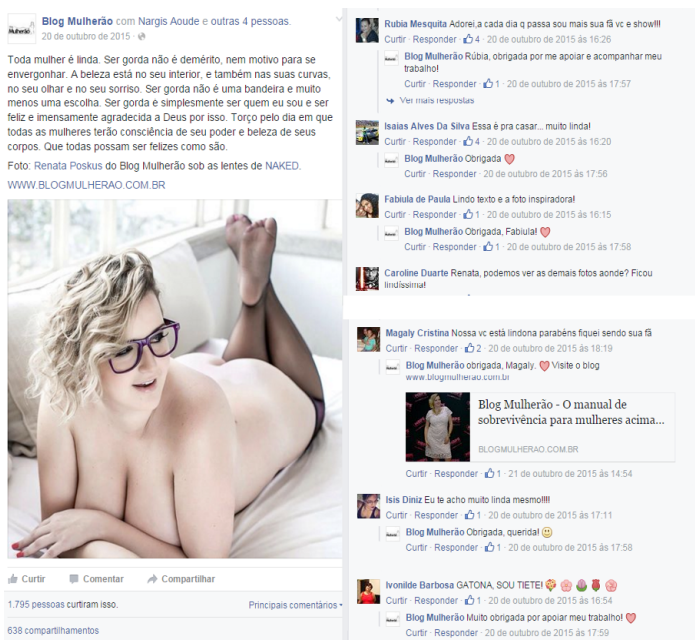 Blog Mulherão com Nargis Aoude e outras 4 pessoas.
20 de outubro de 2015 ·
Toda mulher é linda. Ser gorda não é demérito, nem motivo para se
envergonhar. A beleza está no seu interior, e também nas suas curvas,
no seu olhar e no seu sorriso. Ser gorda não é uma bandeira e muito
menos uma escolha. Ser gorda é simplesmente ser quem eu sou e ser
feliz e imensamente agradecida a Deus por isso. Torço pelo dia em que
todas as mulheres terão consciência de seu poder e beleza de seus
corpos. Que todas possam ser felizes como são.
Foto: Renata Poskus do Blog Mulherão sob as lentes de NAKED.
WWW.BLOGMULHERAO.COM.BR
Curtir Comentar Compartilhar
1.795 pessoas curtiram isso. Principais comentários
638 compartilhamentos
Rubia Mesquita Adorei,a cada dia q passa sou mais sua fã vc e show!!!
Curtir · Responder · 4 · 20 de outubro de 2015 ás 16:26
Blog Mulherão Rúbia, obrigada por me apoiar e acompanhar meu
trabalho!
Curtir · Responder · 1 · 20 de outubro de 2015 ás 17:57
Ver mais respostas
Isaias Alves Da Silva Essa é pra casar... muito linda!
Curtir · Responder · 4 · 20 de outubro de 2015 ás 16:20
Blog Mulherão Obrigada
Curtir · Responder · 20 de outubro de 2015 ás 17:56
Fabiula de Paula Lindo texto e a foto inspiradora!
Curtir · Responder · 1 · 20 de outubro de 2015 ás 16:15
Blog Mulherão Obrigada, Fabiula!
Curtir · Responder · 1 · 20 de outubro de 2015 ás 17:58
Caroline Duarte Renata, podemos ver as demais fotos aonde? Ficou
lindíssima!
Magaly Cristina Nossa vc está lindona parabéns fiquei sendo sua fã
Curtir · Responder · 2 · 20 de outubro de 2015 ás 18:19
Blog Mulherão obrigada, Magaly. Visite o blog
www.blogmulherao.com.br
Blog Mulherão - O manual de
sobrevivência para mulheres acima...
BLOGMULHERAO.COM.BR
Curtir · Responder · 1 · 21 de outubro de 2015 ás 14:54
Isis Diniz Eu te acho muito linda mesmo!!!!
Curtir · Responder · 1 · 20 de outubro de 2015 ás 17:11
Blog Mulherão Obrigada, querida!
Curtir · Responder · 1 · 20 de outubro de 2015 ás 17:58
Ivonilde Barbosa GATONA, SOU TIETE!
Curtir · Responder · 1 · 20 de outubro de 2015 ás 16:54
Blog Mulherão Muito obrigada por apoiar meu trabalho!
Curtir · Responder · 20 de outubro de 2015 ás 17:59